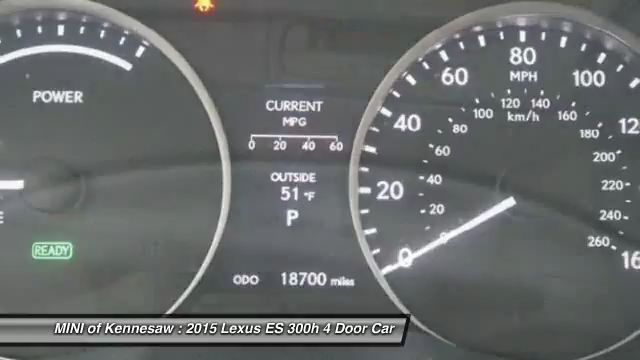 POWER
READY
CURRENT
MPG
0 20 40 60
OUTSIDE
51 °F
P
ODO 18700 miles
0 20 40 60 80 100
MPH
km/h
0 20 40 60 80 100 120 140 160 180 200 220 240 260
MINI of Kennesaw : 2015 Lexus ES 300h 4 Door Car